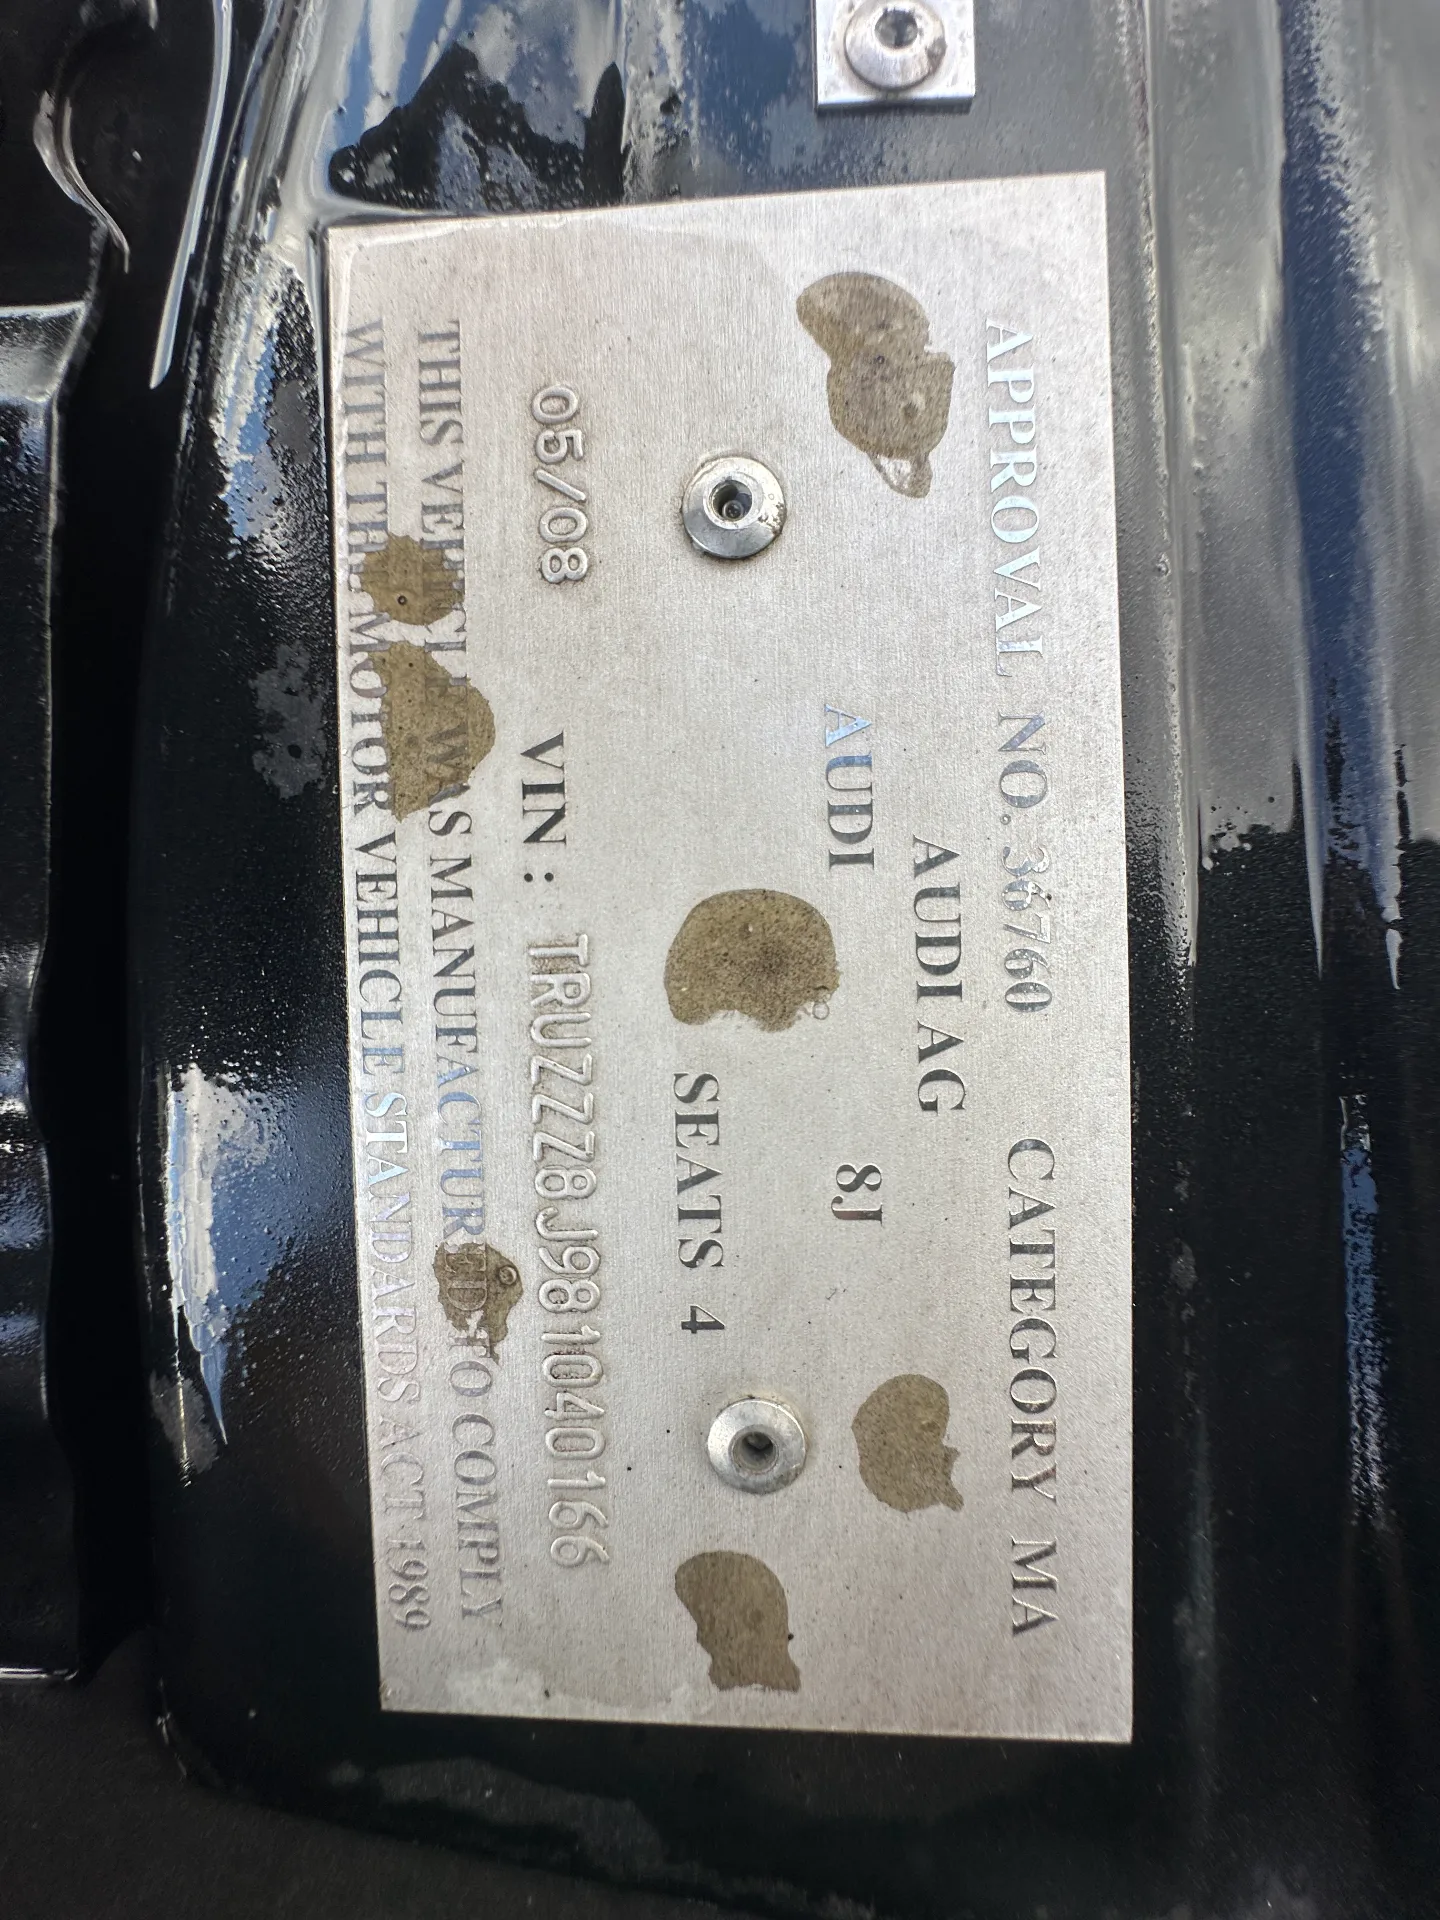 APPROVAL NO. 36760 CATEGORY MA
AUDI AG
AUDI 8J
SEATS 4
05/08 VIN : TRUZZZ8J981040166
THIS VEHICLE WAS MANUFACTURED TO COMPLY
WITH THE MOTOR VEHICLE STANDARDS ACT 1989